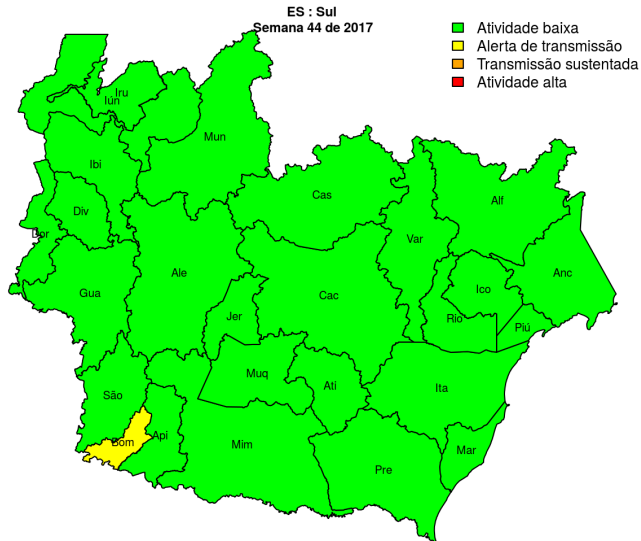 ES : Sul
Semana 44 de 2017
Atividade baixa
Alerta de transmissão
Transmissão sustentada
Atividade alta
Iru
Iún
Mun
Ibi
Cas
Alf
Div
Dor
Var
Ale
Anc
Gua
Cac
Ico
Jer
Rio
Piú
Muq
Ati
Ita
São
Bom
Api
Mim
Mar
Pre